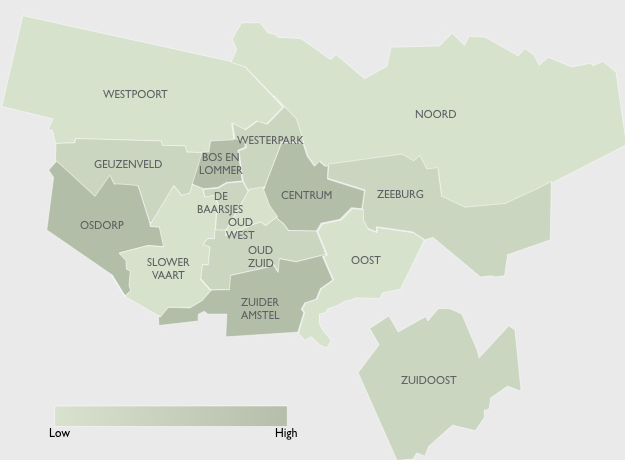 WESTPOORT
NOORD
WESTERPARK
GEUZENVELD
BOS EN
LOMMER
CENTRUM
ZEEBURG
DE
BAARSJES
OUD
WEST
OSDORP
OUD
ZUID
SLOWER
VAART
OOST
ZUIDER
AMSTEL
ZUIDOOST
Low
High